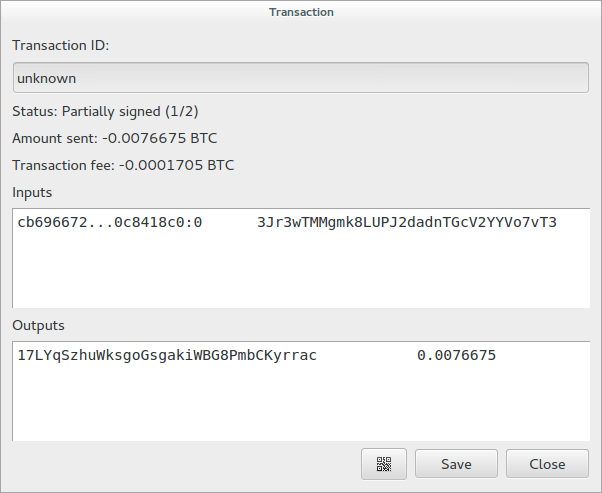 Transaction
Transaction ID:
unknown
Status: Partially signed (1/2)
Amount sent: -0.0076675 BTC
Transaction fee: -0.0001705 BTC
Inputs
cb696672...0c8418c0:0 3Jr3wTMMgmk8LUPJ2dadnTGcV2YYVo7vT3
Outputs
17LYqSzhuWksgoGsgakiWBG8PmbCKyrrac 0.0076675
Save Close